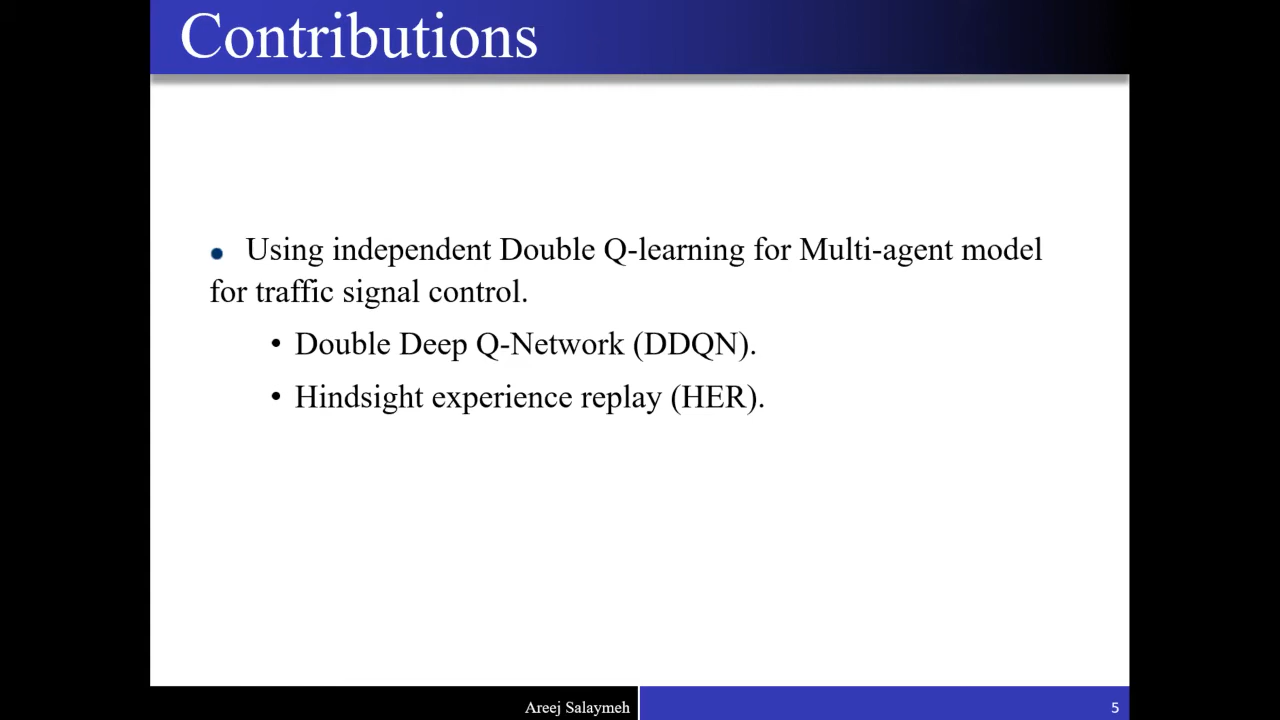 Contributions
• Using independent Double Q-learning for Multi-agent model
for traffic signal control.
• Double Deep Q-Network (DDQN).
• Hindsight experience replay (HER).
Areej Salaymeh
5